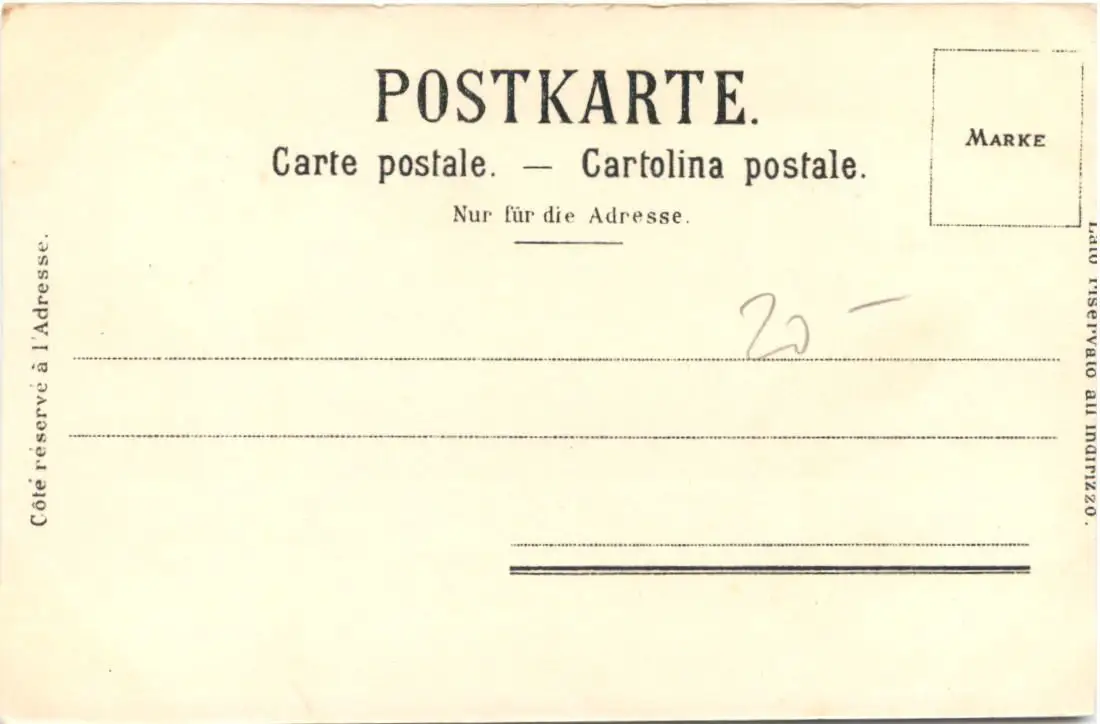 POSTKARTE.
Carte postale. — Cartolina postale.
Nur für die Adresse.
MARKE
Côté réservé à l'Adresse.
Lato riservato all indirizzo.
20 –